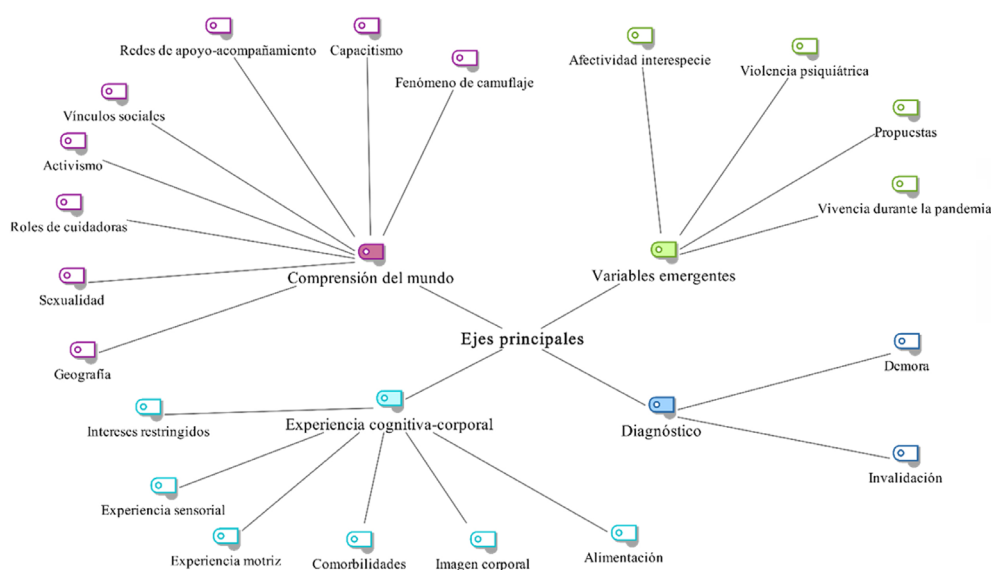 Redes de apoyo-acompañamiento
Capacitismo
Fenómeno de camuflaje
Vínculos sociales
Activismo
Roles de cuidadoras
Sexualidad
Geografía
Comprensión del mundo
Afectividad interespecie
Violencia psiquiátrica
Propuestas
Vivencia durante la pandemia
Variables emergentes
Ejes principales
Experiencia cognitiva-corporal
Intereses restringidos
Experiencia sensorial
Experiencia motriz
Comorbilidades
Imagen corporal
Alimentación
Diagnóstico
Demora
Invalidación